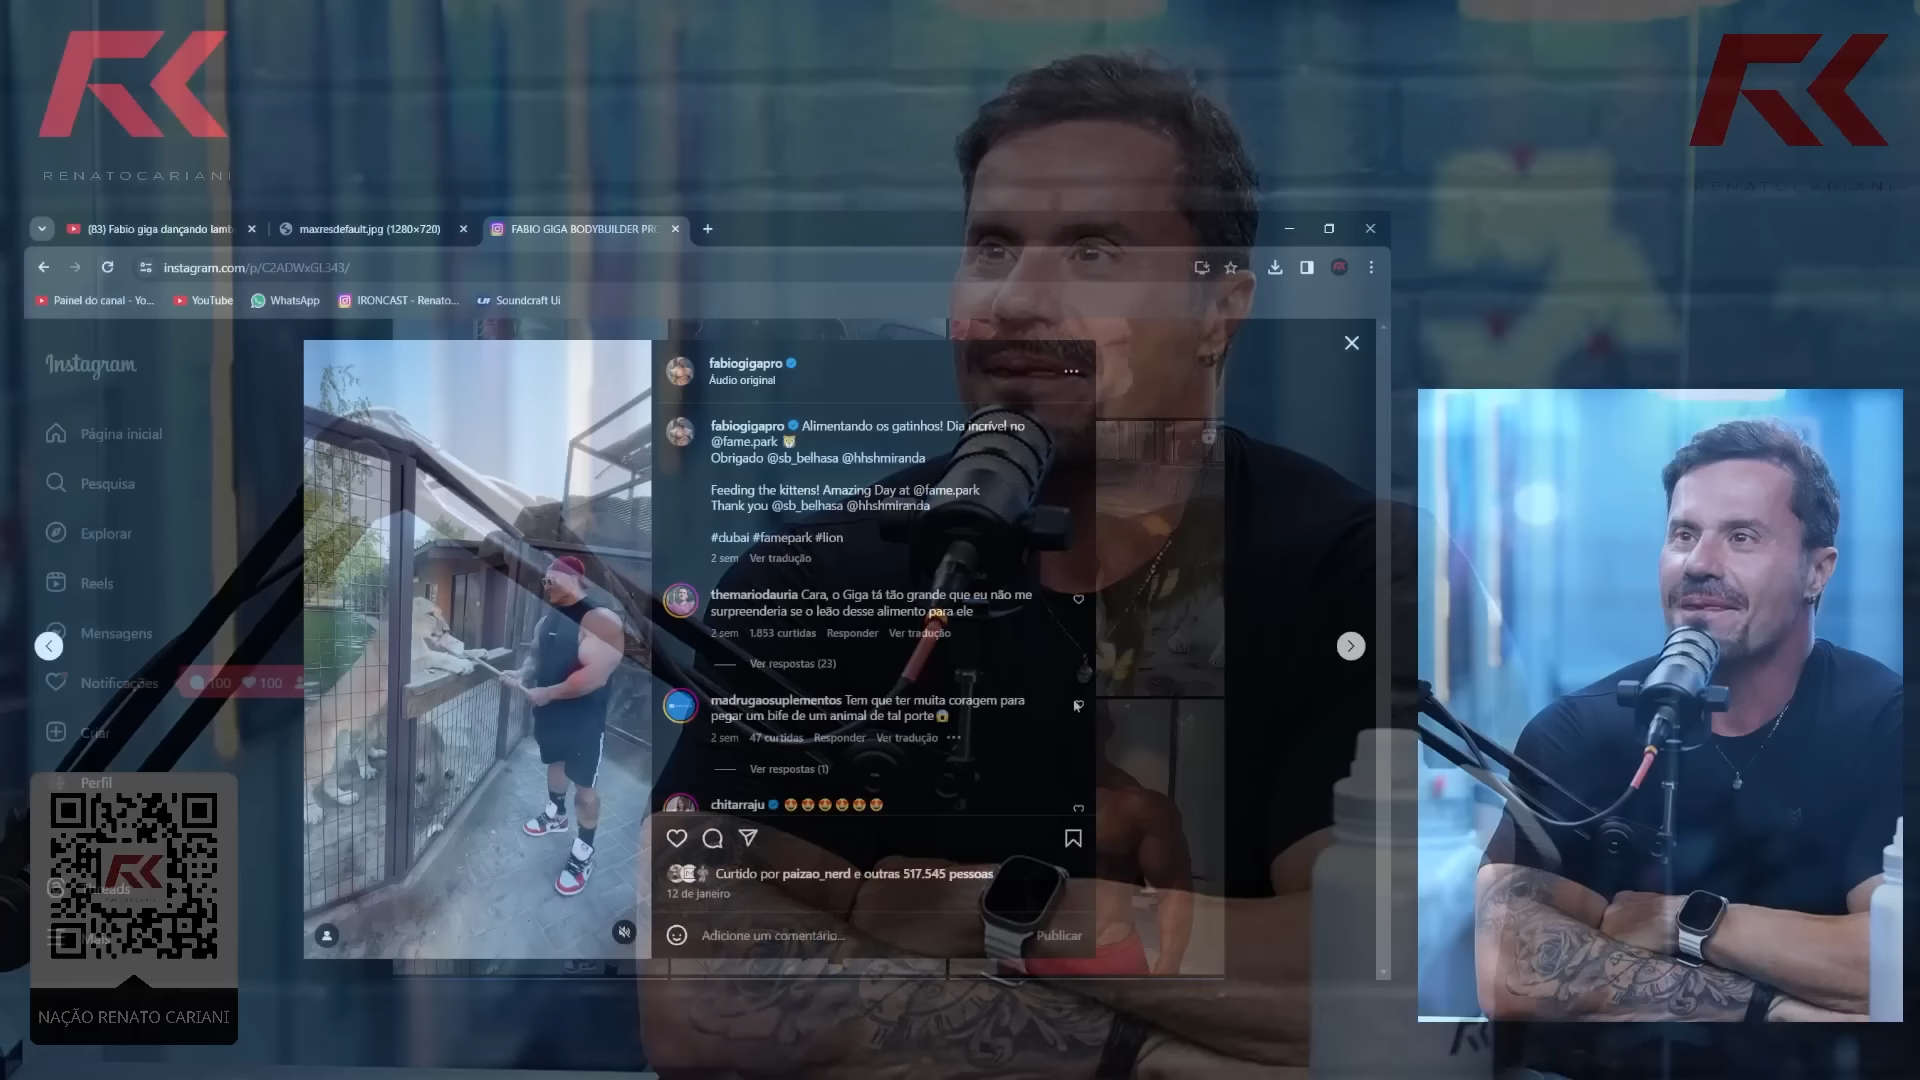 RENATOCARIANI
RENATOCARIANI
(83) Fabio giga dançando lamb
maxresdefault.jpg (1280×720)
FABIO GIGA BODYBUILDER PRO
instagram.com/p/C2ADWxGL343/
Painel do canal - Yo...
YouTube
WhatsApp
IRONCAST - Renato...
Soundcraft Ui
Instagram
Página inicial
Pesquisa
Explorar
Reels
Mensagens
Notificações
100
100
Criar
Perfil
Threads
Mais
NAÇÃO RENATO CARIANI
fabiogigapro
Áudio original
fabiogigapro Alimentando os gatinhos! Dia incrível no
@fame.park 🐯
Obrigado @sb_belhasa @hhshmiranda
Feeding the kittens! Amazing Day at @fame.park
Thank you @sb_belhasa @hhshmiranda
#dubai #famepark #lion
2 sem Ver tradução
themariodauria Cara, o Giga tá tão grande que eu não me
surpreenderia se o leão desse alimento para ele
2 sem 1.853 curtidas Responder Ver tradução
Ver respostas (23)
madrugaosuplementos Tem que ter muita coragem para
pegar um bife de um animal de tal porte😱
2 sem 47 curtidas Responder Ver tradução ...
Ver respostas (1)
chitarraju 😍😍😍😍😍😍
Curtido por paizao_nerd e outras 517.545 pessoas
12 de janeiro
Adicione um comentário...
Publicar